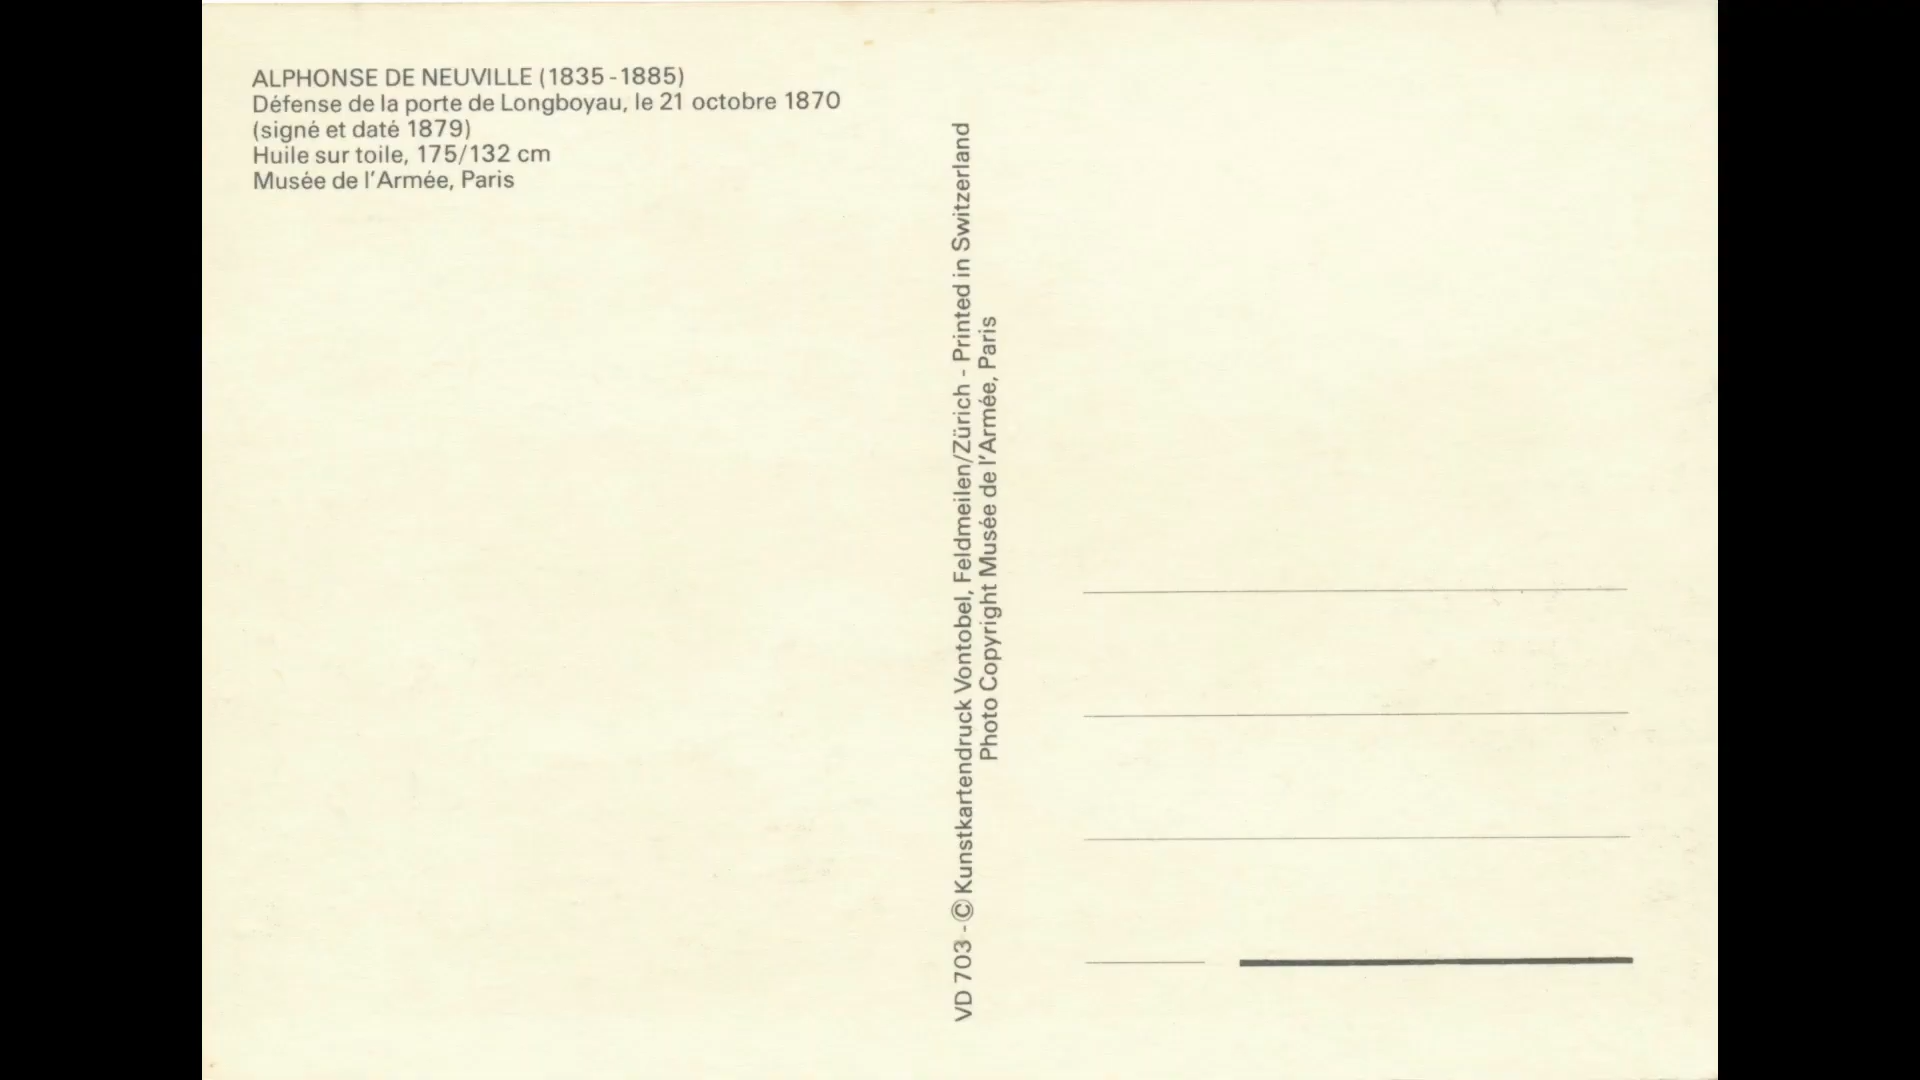 ALPHONSE DE NEUVILLE (1835-1885)
Défense de la porte de Longboyau, le 21 octobre 1870
(signé et daté 1879)
Huile sur toile, 175/132 cm
Musée de l'Armée, Paris
VD 703 - © Kunstkartendruck Vontobel, Feldmeilen/Zürich - Printed in Switzerland
Photo Copyright Musée de l'Armée, Paris